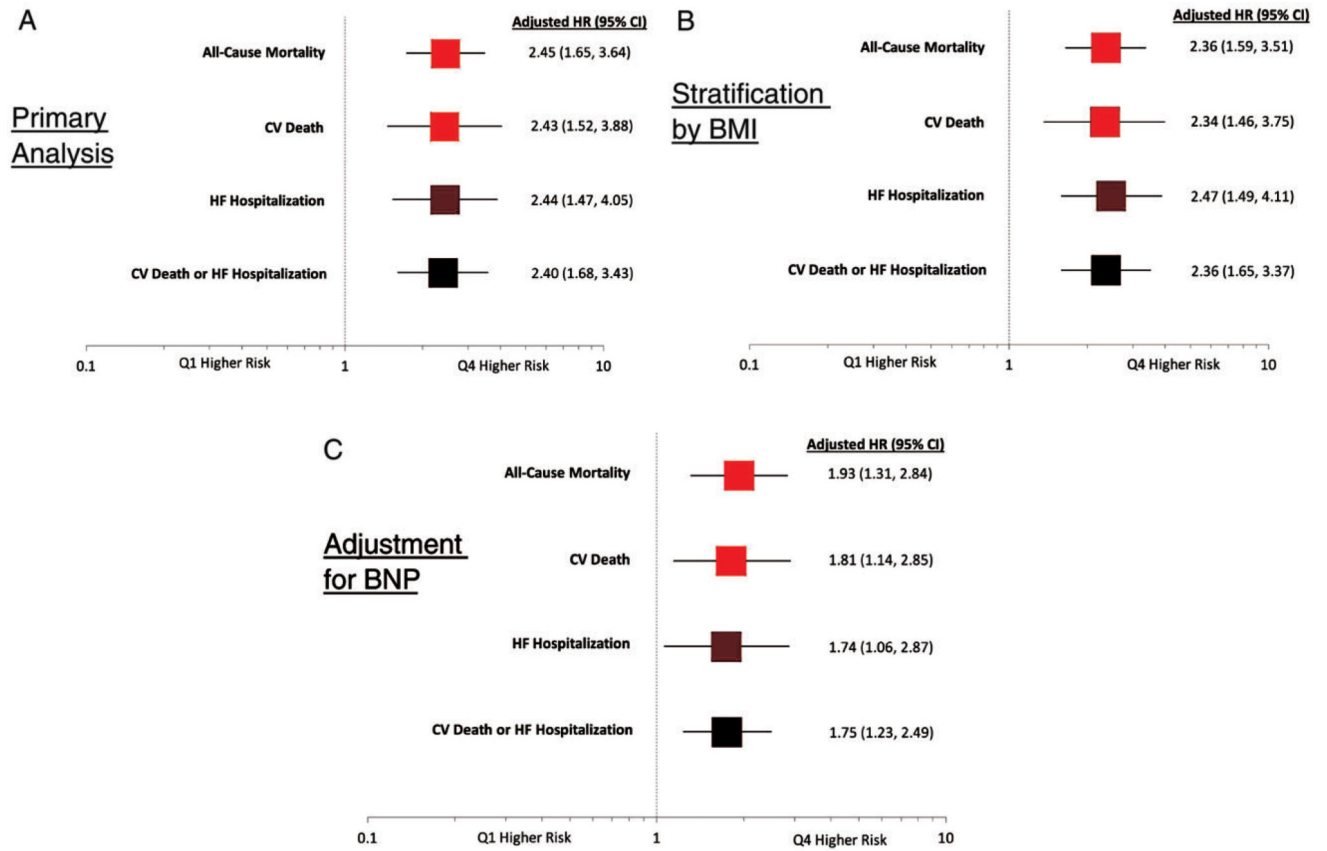 A
Adjusted HR (95% CI)
All-Cause Mortality 2.45 (1.65, 3.64)
Primary
Analysis
CV Death 2.43 (1.52, 3.88)
HF Hospitalization 2.44 (1.47, 4.05)
CV Death or HF Hospitalization 2.40 (1.68, 3.43)
0.1 Q1 Higher Risk 1 Q4 Higher Risk 10
B
Adjusted HR (95% CI)
All-Cause Mortality 2.36 (1.59, 3.51)
Stratification
by BMI
CV Death 2.34 (1.46, 3.75)
HF Hospitalization 2.47 (1.49, 4.11)
CV Death or HF Hospitalization 2.36 (1.65, 3.37)
0.1 Q1 Higher Risk 1 Q4 Higher Risk 10
C
Adjusted HR (95% CI)
All-Cause Mortality 1.93 (1.31, 2.84)
Adjustment
for BNP
CV Death 1.81 (1.14, 2.85)
HF Hospitalization 1.74 (1.06, 2.87)
CV Death or HF Hospitalization 1.75 (1.23, 2.49)
0.1 Q1 Higher Risk 1 Q4 Higher Risk 10